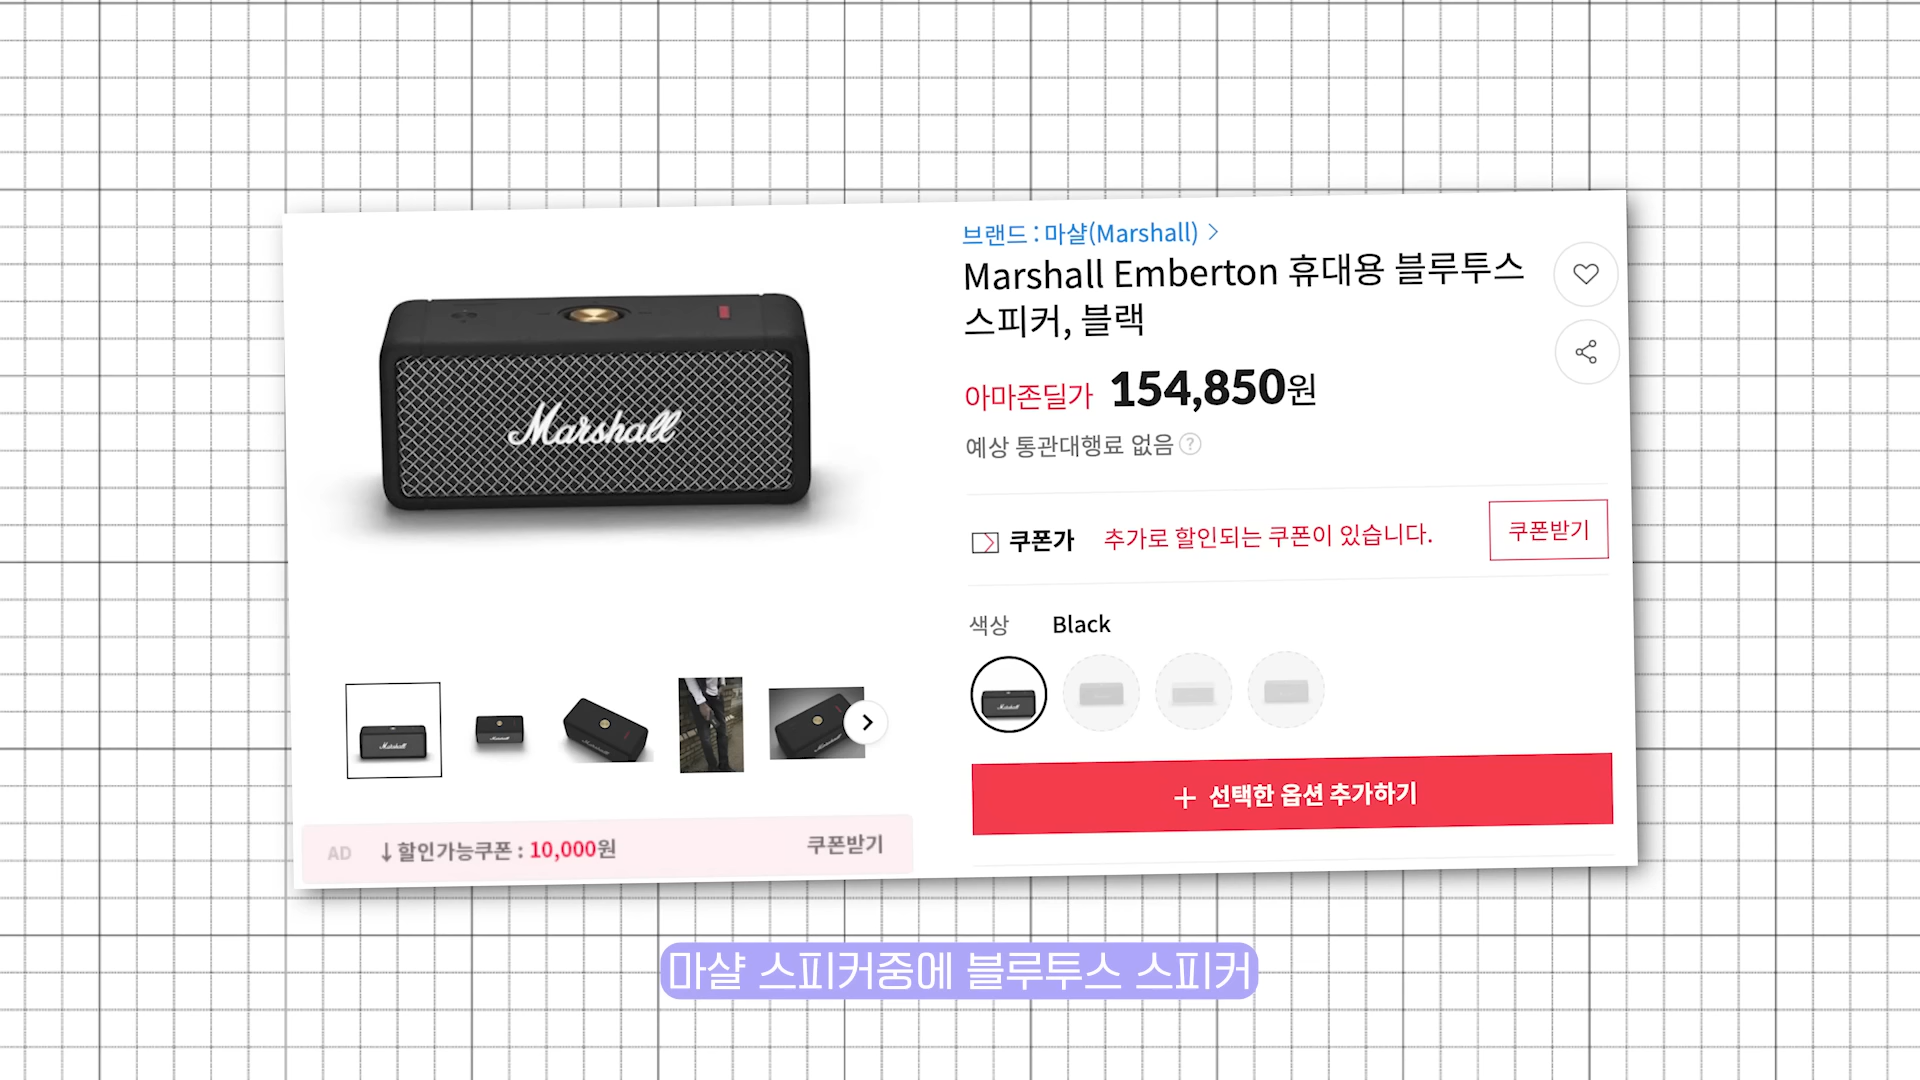 브랜드 : 마샬(Marshall)
Marshall Emberton 휴대용 블루투스
스피커, 블랙
아마존딜가 154,850원
예상 통관대행료 없음 ?
쿠폰가 추가로 할인되는 쿠폰이 있습니다. 쿠폰받기
색상 Black
+ 선택한 옵션 추가하기
Marshall
Marshall
Marshall
Marshall
Marshall
AD ↓할인가능쿠폰 : 10,000원 쿠폰받기
마샬 스피커중에 블루투스 스피커